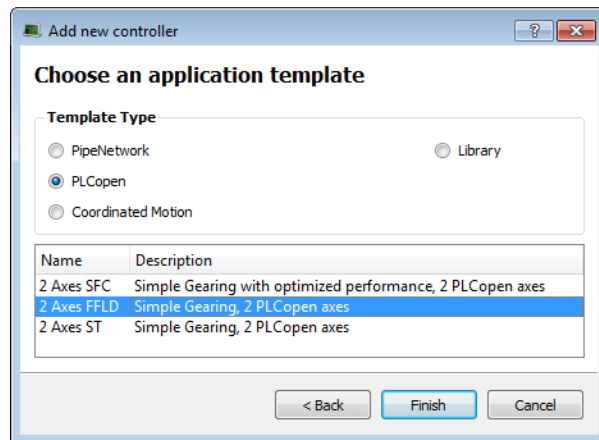 Add new controller
Choose an application template
Template Type
PipeNetwork
Library
PLCopen
Coordinated Motion
Name Description
2 Axes SFC Simple Gearing with optimized performance, 2 PLCopen axes
2 Axes FFLD Simple Gearing, 2 PLCopen axes
2 Axes ST Simple Gearing, 2 PLCopen axes
< Back Finish Cancel